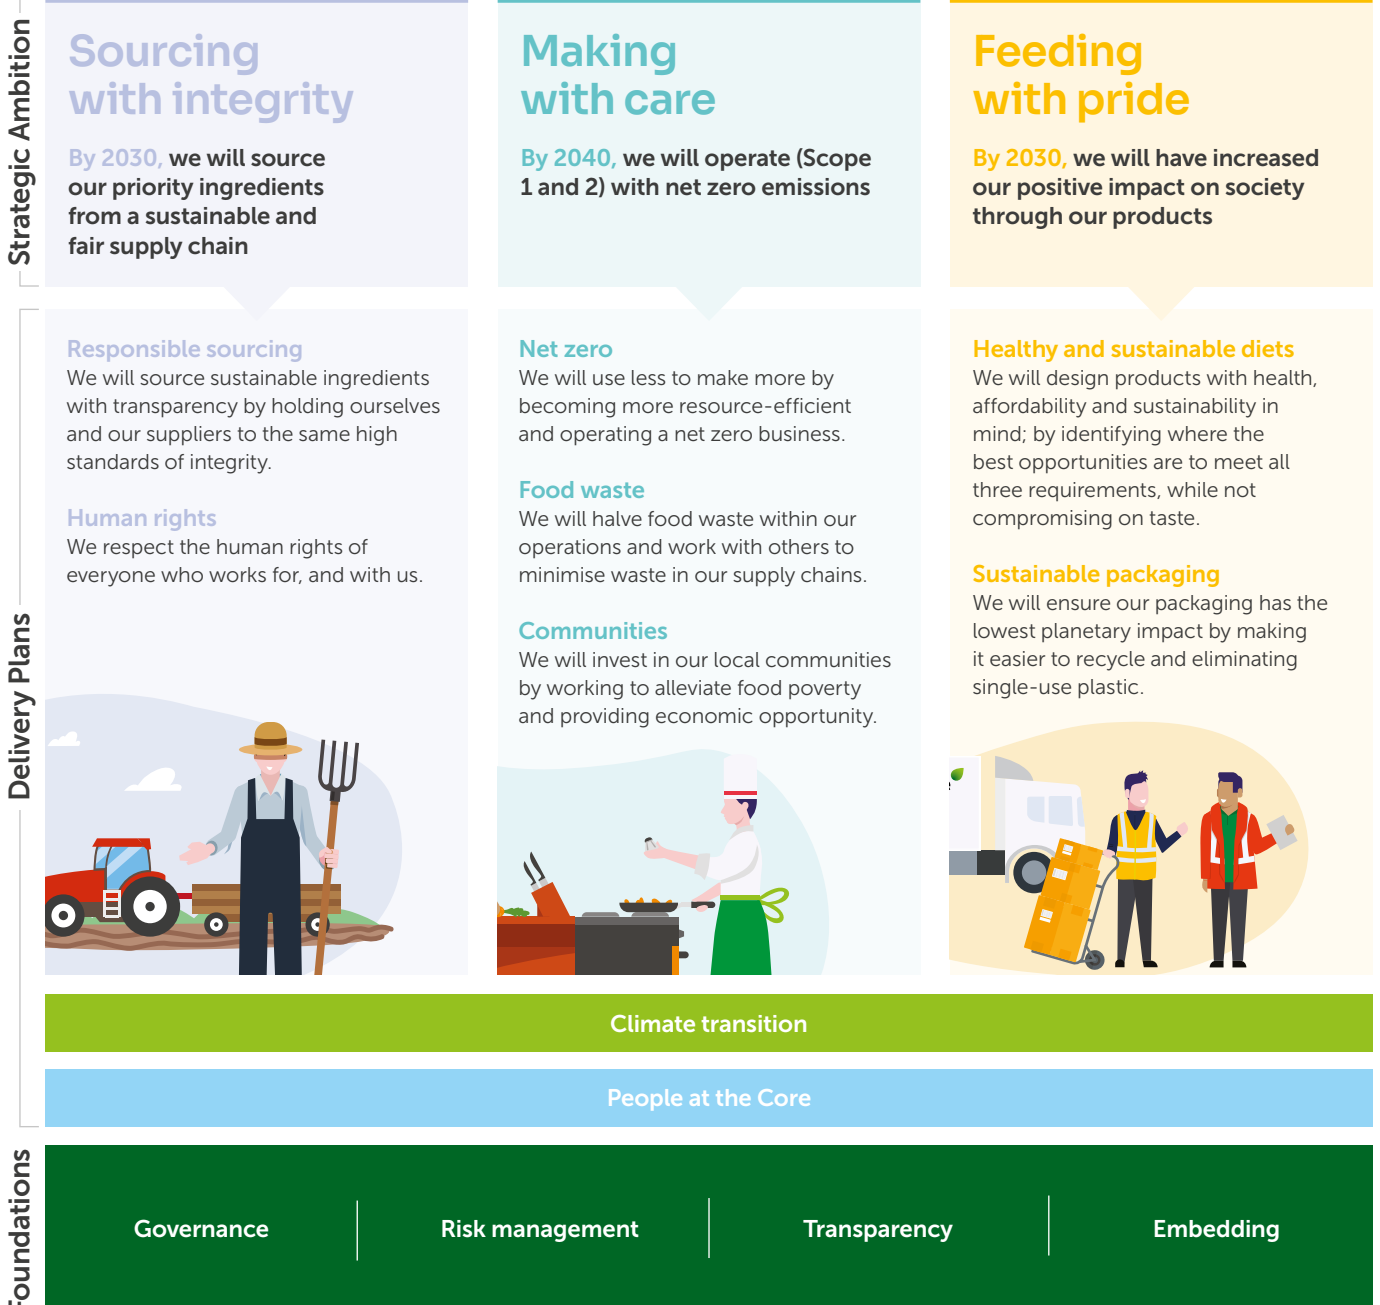 Strategic Ambition
Sourcing
with integrity
By 2030, we will source
our priority ingredients
from a sustainable and
fair supply chain
Making
with care
By 2040, we will operate (Scope
1 and 2) with net zero emissions
Feeding
with pride
By 2030, we will have increased
our positive impact on society
through our products
Delivery Plans
Responsible sourcing
We will source sustainable ingredients
with transparency by holding ourselves
and our suppliers to the same high
standards of integrity.
Human rights
We respect the human rights of
everyone who works for, and with us.
Net zero
We will use less to make more by
becoming more resource-efficient
and operating a net zero business.
Food waste
We will halve food waste within our
operations and work with others to
minimise waste in our supply chains.
Communities
We will invest in our local communities
by working to alleviate food poverty
and providing economic opportunity.
Healthy and sustainable diets
We will design products with health,
affordability and sustainability in
mind; by identifying where the
best opportunities are to meet all
three requirements, while not
compromising on taste.
Sustainable packaging
We will ensure our packaging has the
lowest planetary impact by making
it easier to recycle and eliminating
single-use plastic.
Climate transition
People at the Core
Foundations
Governance
Risk management
Transparency
Embedding